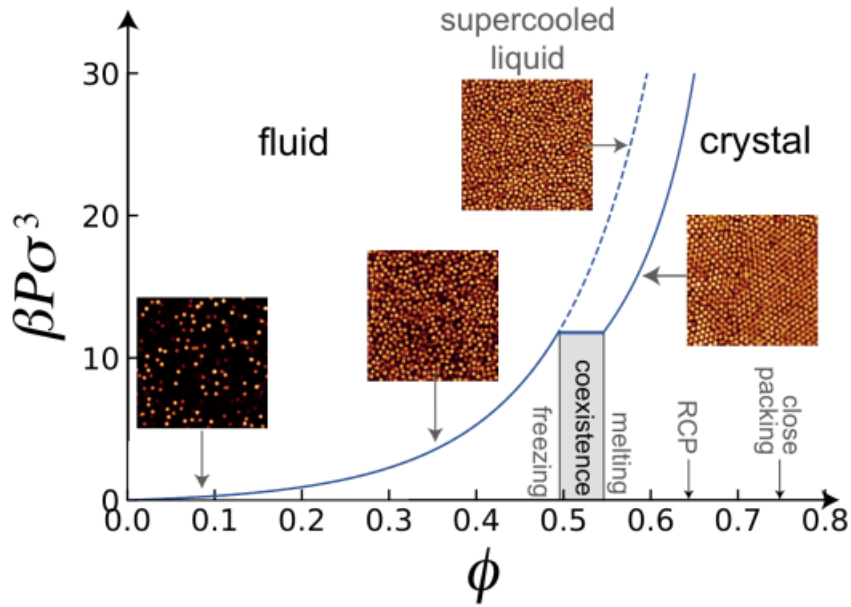 supercooled
liquid
30
fluid
crystal
20
βPσ³
10
freezing
coexistence
melting
RCP
close
packing
0
0.0
0.1
0.2
0.3
0.4
0.5
0.6
0.7
0.8
ϕ